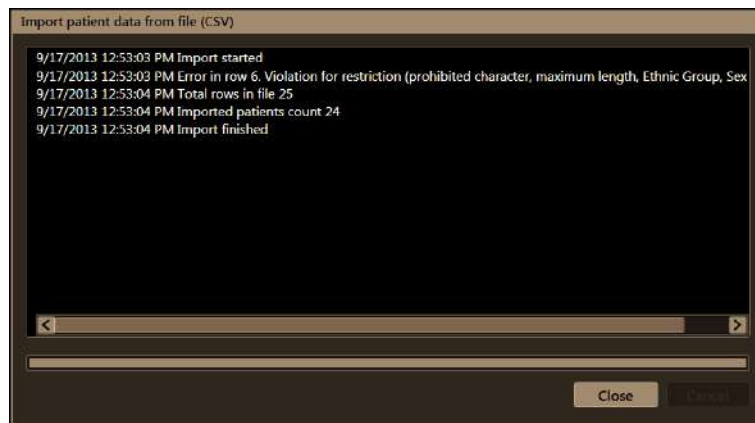 Import patient data from file (CSV)
9/17/2013 12:53:03 PM Import started
9/17/2013 12:53:03 PM Error in row 6. Violation for restriction (prohibited character, maximum length, Ethnic Group, Sex
9/17/2013 12:53:04 PM Total rows in file 25
9/17/2013 12:53:04 PM Imported patients count 24
9/17/2013 12:53:04 PM Import finished
Close Cancel